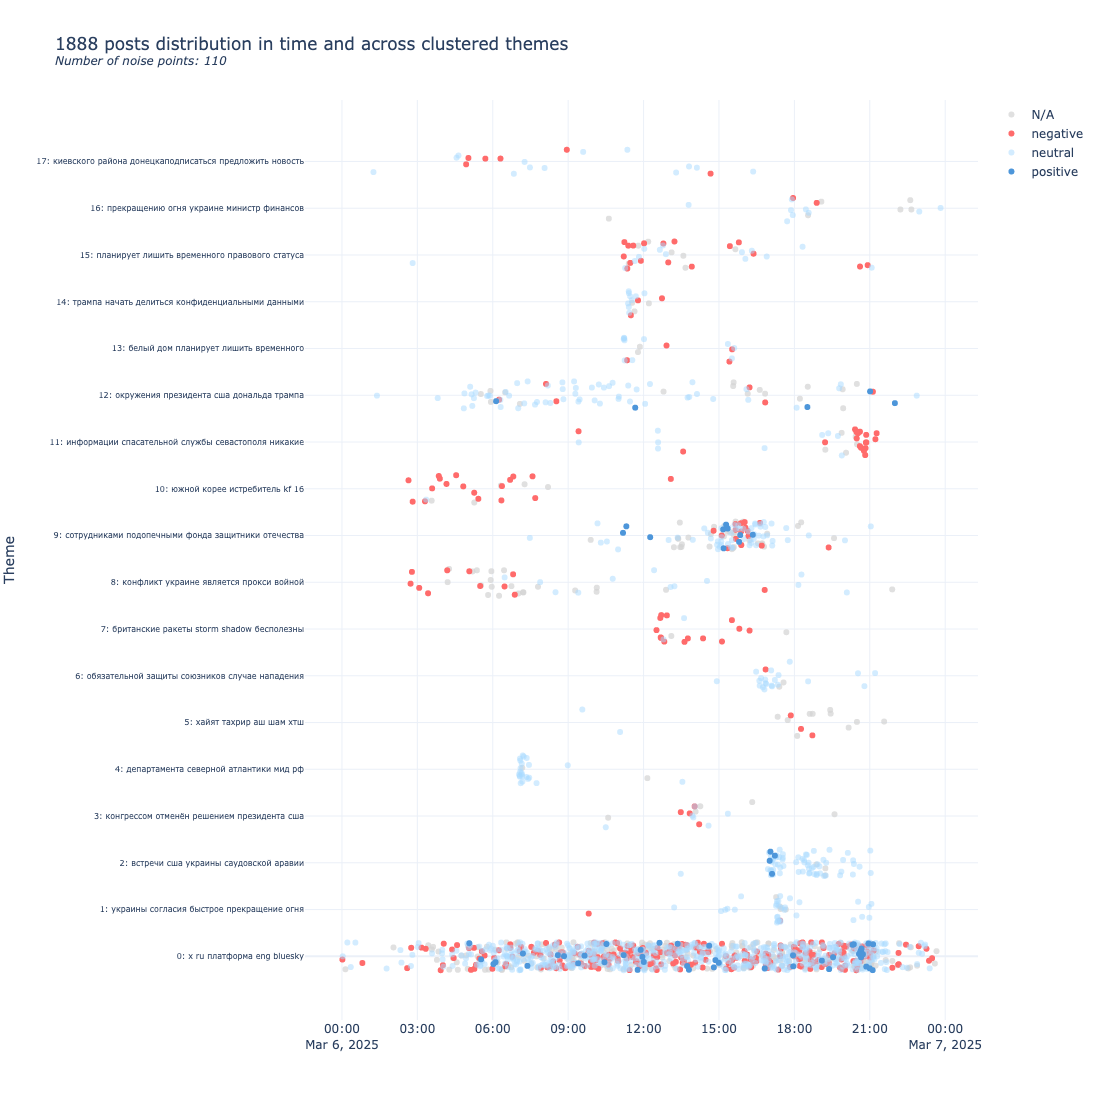 1888 posts distribution in time and across clustered themes
Number of noise points: 110
N/A
negative
neutral
positive
17: киевского района донецкаподписаться предложить новость
16: прекращению огня украине министр финансов
15: планирует лишить временного правового статуса
14: трампа начать делиться конфиденциальными данными
13: белый дом планирует лишить временного
12: окружения президента сша дональда трампа
11: информации спасательной службы севастополя никакие
10: южной корее истребитель kf 16
9: сотрудниками подопечными фонда защитники отечества
8: конфликт украине является прокси войной
7: британские ракеты storm shadow бесполезны
6: обязательной защиты союзников случае нападения
5: хайят тахрир аш шам хтш
4: департамента северной атлантики мид рф
3: конгрессом отменён решением президента сша
2: встречи сша украины саудовской аравии
1: украины согласия быстрое прекращение огня
0: x ru платформа eng bluesky
Theme
00:00 03:00 06:00 09:00 12:00 15:00 18:00 21:00 00:00
Mar 6, 2025 Mar 7, 2025